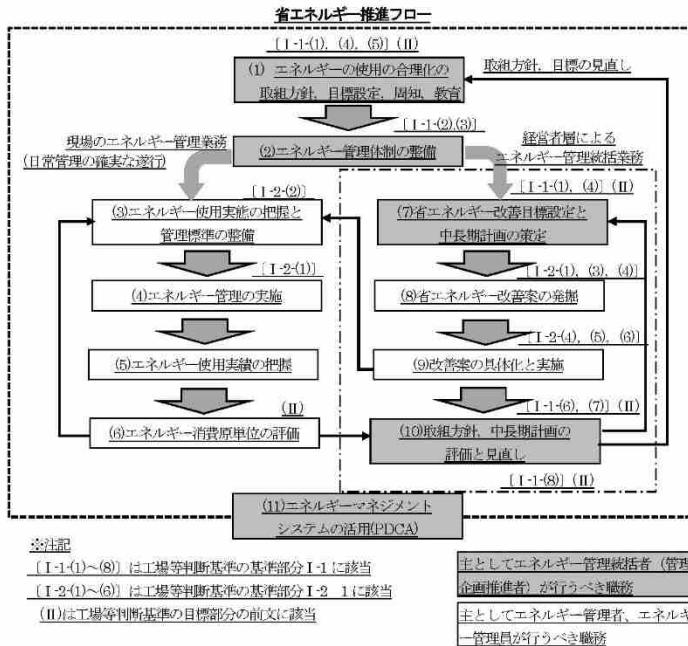 省エネルギー推進フロー
[Ⅰ-1-(1), (4), (5)] (Ⅱ)
(1) エネルギーの使用の合理化の
取組方針, 目標設定, 周知, 教育
取組方針, 目標の見直し
[Ⅰ-1-(2),(3)]
現場のエネルギー管理業務
(日常管理の確実な遂行)
(2)エネルギー管理体制の整備
経営者層による
エネルギー管理統括業務
[Ⅰ-2-(2)]
(3)エネルギー使用実態の把握と
管理標準の整備
[Ⅰ-1-(1), (4)] (Ⅱ)
(7)省エネルギー改善目標設定と
中長期計画の策定
[Ⅰ-2-(1)]
(4)エネルギー管理の実施
[Ⅰ-2-(1), (3), (4)]
(8)省エネルギー改善案の発掘
(5)エネルギー使用実績の把握
[Ⅰ-2-(4), (5), (6)]
(9)改善案の具体化と実施
(Ⅱ)
(6)エネルギー消費原単位の評価
[Ⅰ-1-(6), (7)] (Ⅱ)
(10)取組方針、中長期計画の
評価と見直し
[Ⅰ-1-(8)] (Ⅱ)
(11)エネルギーマネジメント
システムの活用(PDCA)
※注記
[Ⅰ-1-(1)~(8)] は工場等判断基準の基準部分Ⅰ-1 に該当
[Ⅰ-2-(1)~(6)] は工場等判断基準の基準部分Ⅰ-2 1に該当
(Ⅱ)は工場等判断基準の目標部分の前文に該当
主としてエネルギー管理統括者 (管理
企画推進者) が行うべき職務
主としてエネルギー管理者、エネルギ
ー管理員が行うべき職務